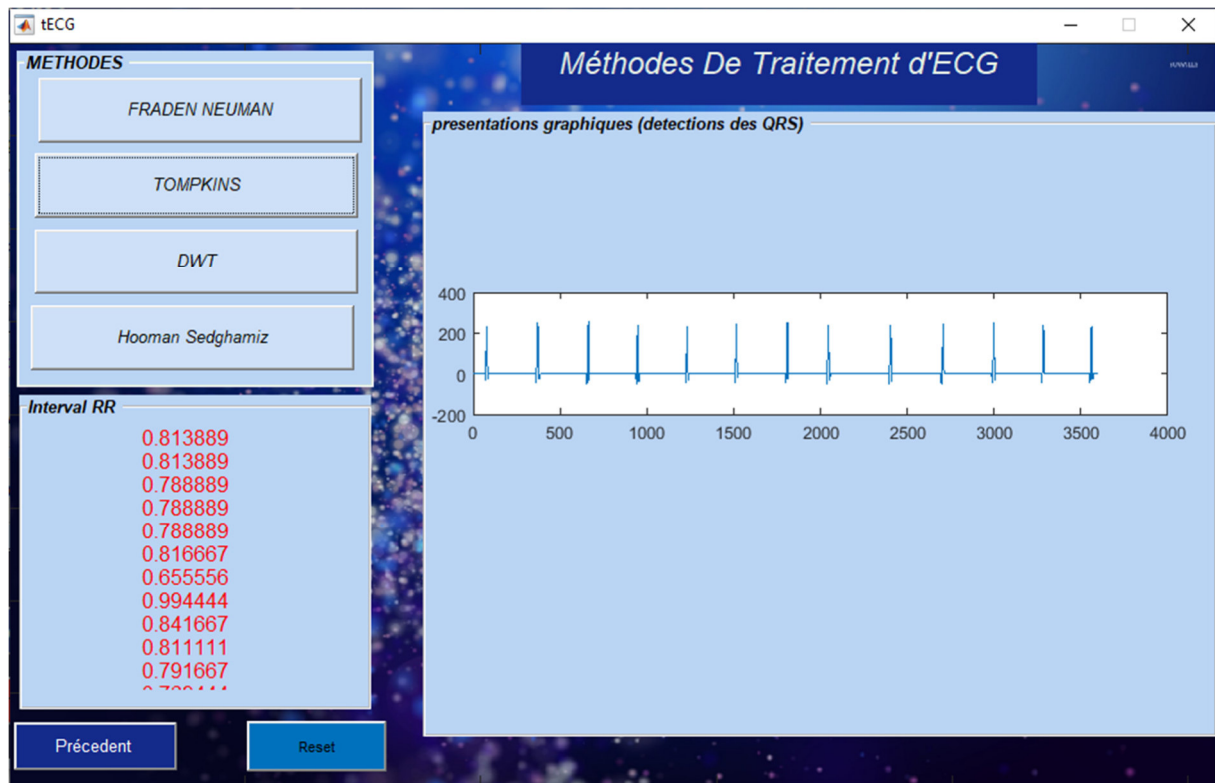 tECG
METHODES
FRADEN NEUMAN
TOMPKINS
DWT
Hooman Sedghamiz
Interval RR
0.813889
0.813889
0.788889
0.788889
0.788889
0.816667
0.655556
0.994444
0.841667
0.811111
0.791667
Précedent
Reset
Méthodes De Traitement d'ECG
presentations graphiques (detections des QRS)
400
200
0
-200
0 500 1000 1500 2000 2500 3000 3500 4000